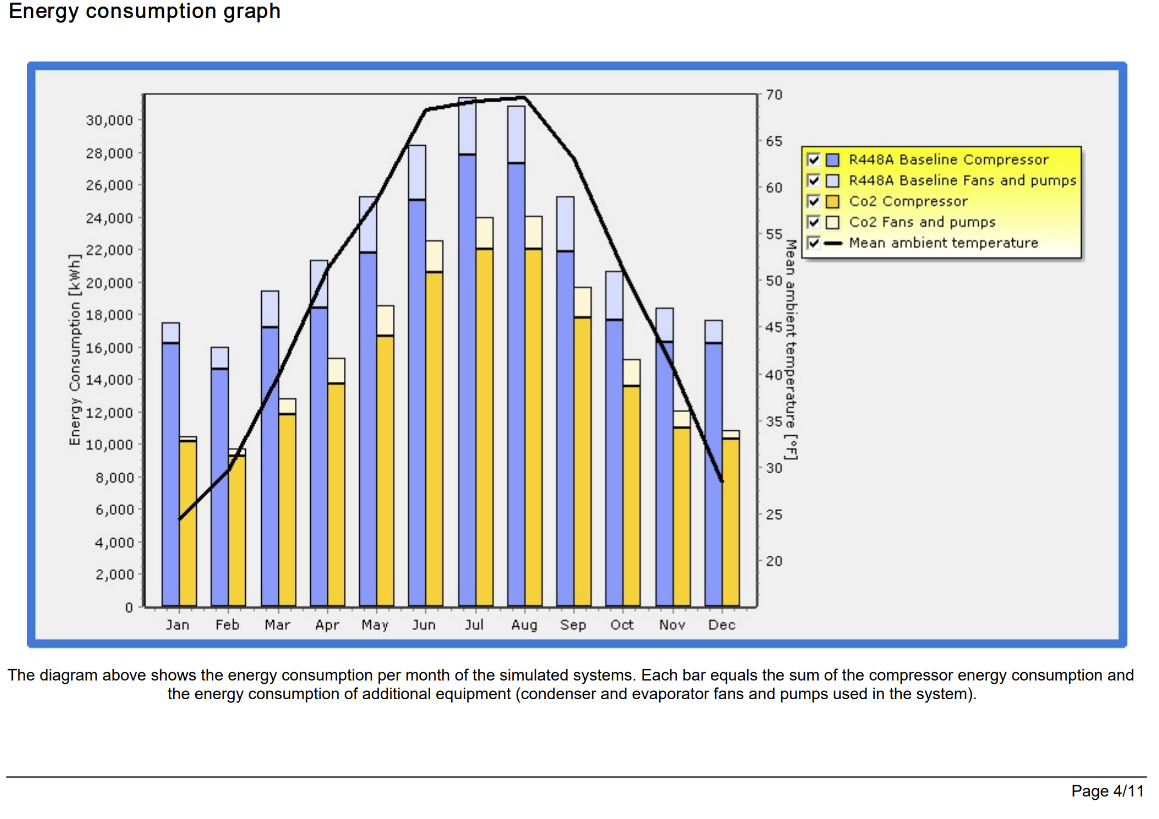 Energy consumption graph
30,000
28,000
26,000
24,000
22,000
20,000
18,000
16,000
14,000
12,000
10,000
8,000
6,000
4,000
2,000
0
Energy Consumption [kWh]
Jan Feb Mar Apr May Jun Jul Aug Sep Oct Nov Dec
70
65
60
55
50
45
40
35
30
25
20
Mean ambient temperature [°F]
R448A Baseline Compressor
R448A Baseline Fans and pumps
Co2 Compressor
Co2 Fans and pumps
Mean ambient temperature
The diagram above shows the energy consumption per month of the simulated systems. Each bar equals the sum of the compressor energy consumption and
the energy consumption of additional equipment (condenser and evaporator fans and pumps used in the system).
Page 4/11